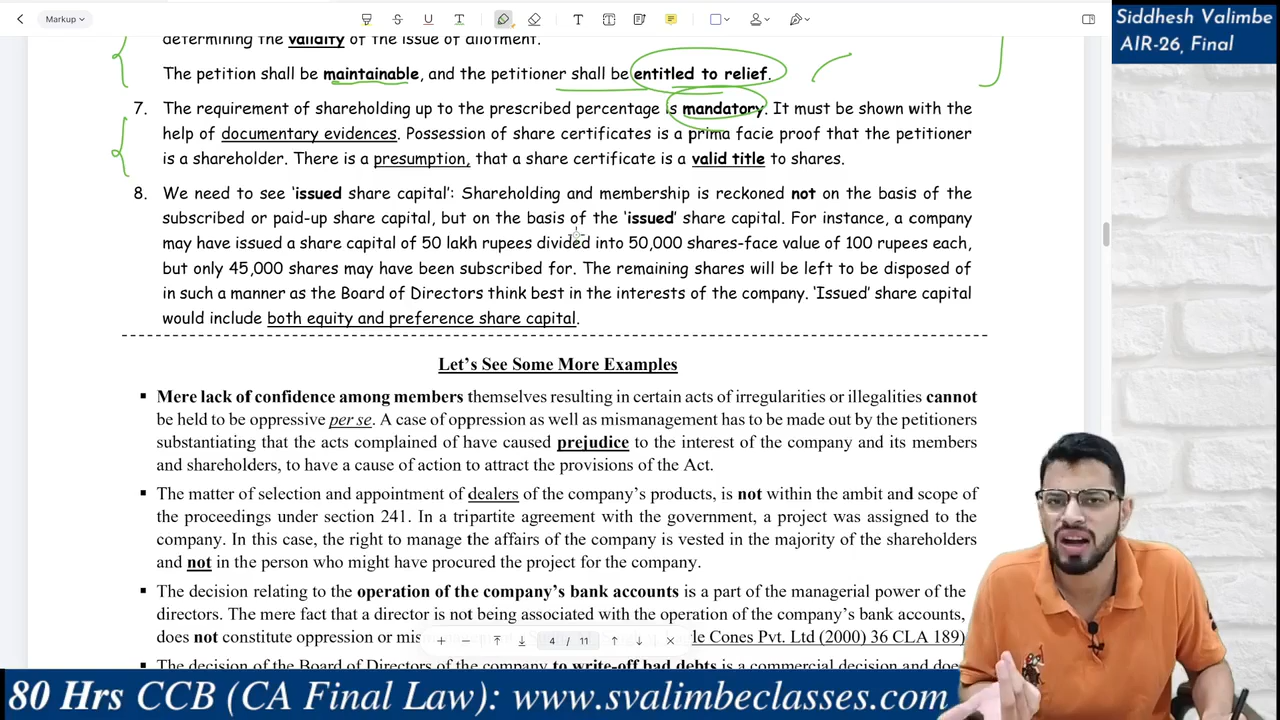 Markup
Siddhesh Valimbe
AIR-26, Final
determining the validity of the issue of allotment.
The petition shall be maintainable, and the petitioner shall be entitled to relief.
7. The requirement of shareholding up to the prescribed percentage is mandatory. It must be shown with the
help of documentary evidences. Possession of share certificates is a prima facie proof that the petitioner
is a shareholder. There is a presumption, that a share certificate is a valid title to shares.
8. We need to see ‘issued share capital’: Shareholding and membership is reckoned not on the basis of the
subscribed or paid-up share capital, but on the basis of the ‘issued’ share capital. For instance, a company
may have issued a share capital of 50 lakh rupees divided into 50,000 shares-face value of 100 rupees each,
but only 45,000 shares may have been subscribed for. The remaining shares will be left to be disposed of
in such a manner as the Board of Directors think best in the interests of the company. ‘Issued’ share capital
would include both equity and preference share capital.
Let’s See Some More Examples
▪ Mere lack of confidence among members themselves resulting in certain acts of irregularities or illegalities cannot
be held to be oppressive per se. A case of oppression as well as mismanagement has to be made out by the petitioners
substantiating that the acts complained of have caused prejudice to the interest of the company and its members
and shareholders, to have a cause of action to attract the provisions of the Act.
▪ The matter of selection and appointment of dealers of the company’s products, is not within the ambit and scope of
the proceedings under section 241. In a tripartite agreement with the government, a project was assigned to the
company. In this case, the right to manage the affairs of the company is vested in the majority of the shareholders
and not in the person who might have procured the project for the company.
▪ The decision relating to the operation of the company’s bank accounts is a part of the managerial power of the
directors. The mere fact that a director is not being associated with the operation of the company’s bank accounts,
does not constitute oppression or Cones Pvt. Ltd (2000) 36 CLA 189)
4 / 11
▪ The decision of the Board of Directors of the company to write-off bad debts is a commercial decision and
80 Hrs CCB (CA Final Law): www.svalimbeclasses.com